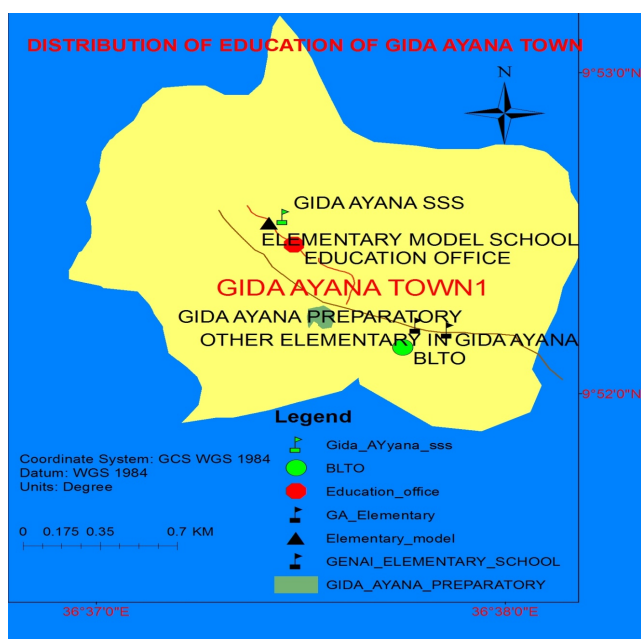 DISTRIBUTION OF EDUCATION OF GIDA AYANA TOWN
N
9°53'0"N
GIDA AYANA SSS
ELEMENTARY MODEL SCHOOL
EDUCATION OFFICE
GIDA AYANA TOWN1
GIDA AYANA PREPARATORY
OTHER ELEMENTARY IN GIDA AYANA
BLTO
9°52'0"N
Legend
Gida_AYyana_sss
BLTO
Education_office
GA_Elementary
Elementary_model
GENAI_ELEMENTARY_SCHOOL
GIDA_AYANA_PREPARATORY
Coordinate System: GCS WGS 1984
Datum: WGS 1984
Units: Degree
0 0.175 0.35 0.7 KM
36°37'0"E
36°38'0"E